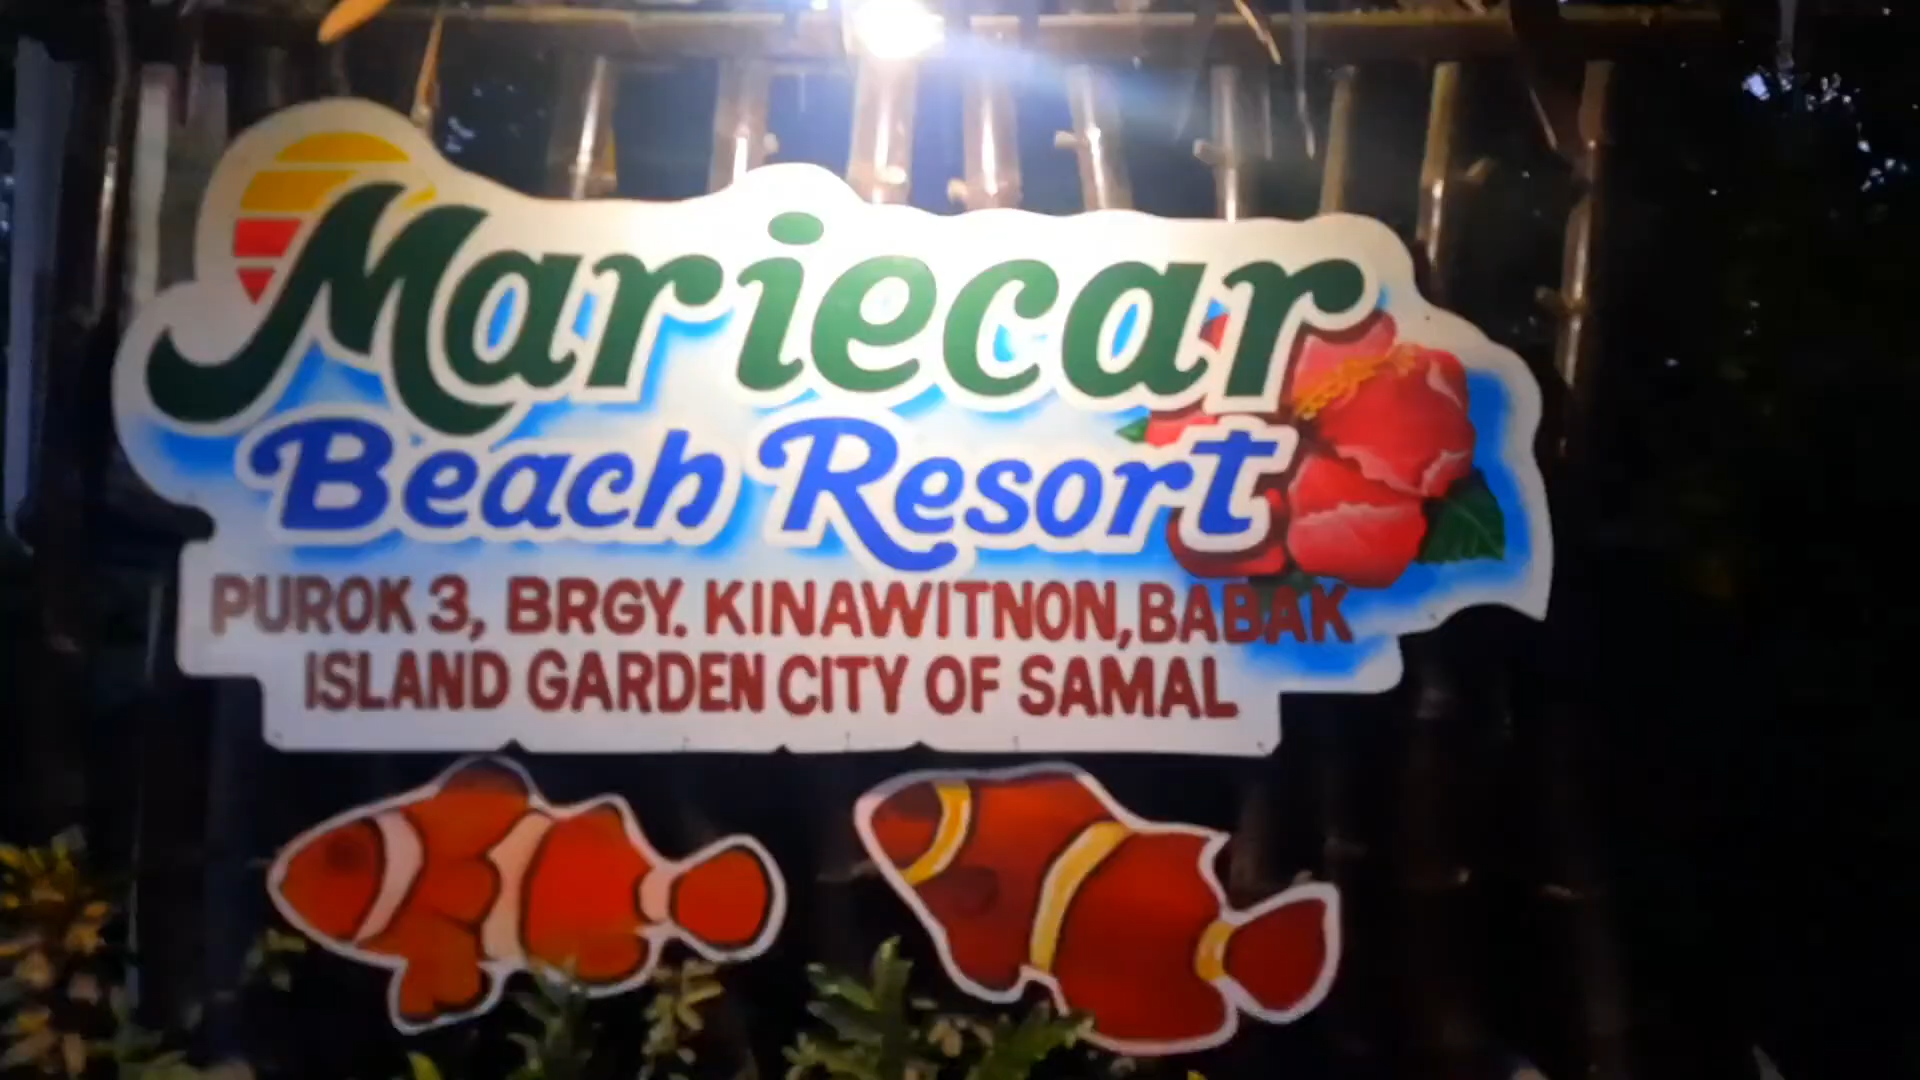 Mariecar
Beach Resort
PUROK 3, BRGY. KINAWITNON, BABAK
ISLAND GARDEN CITY OF SAMAL